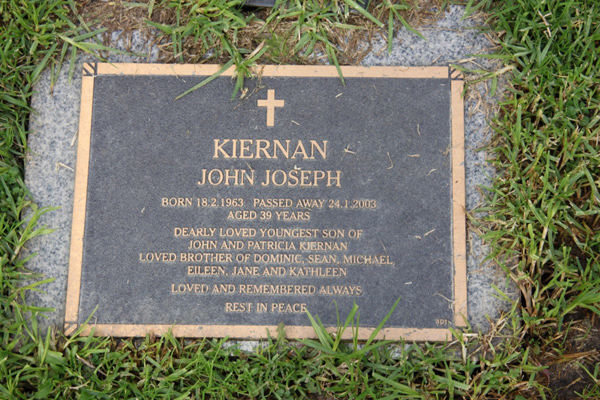 KIERNAN
JOHN JOSEPH
BORN 18.2.1963 PASSED AWAY 24.1.2003
AGED 39 YEARS
DEARLY LOVED YOUNGEST SON OF
JOHN AND PATRICIA KIERNAN
LOVED BROTHER OF DOMINIC, SEAN, MICHAEL,
EILEEN, JANE AND KATHLEEN
LOVED AND REMEMBERED ALWAYS
REST IN PEACE